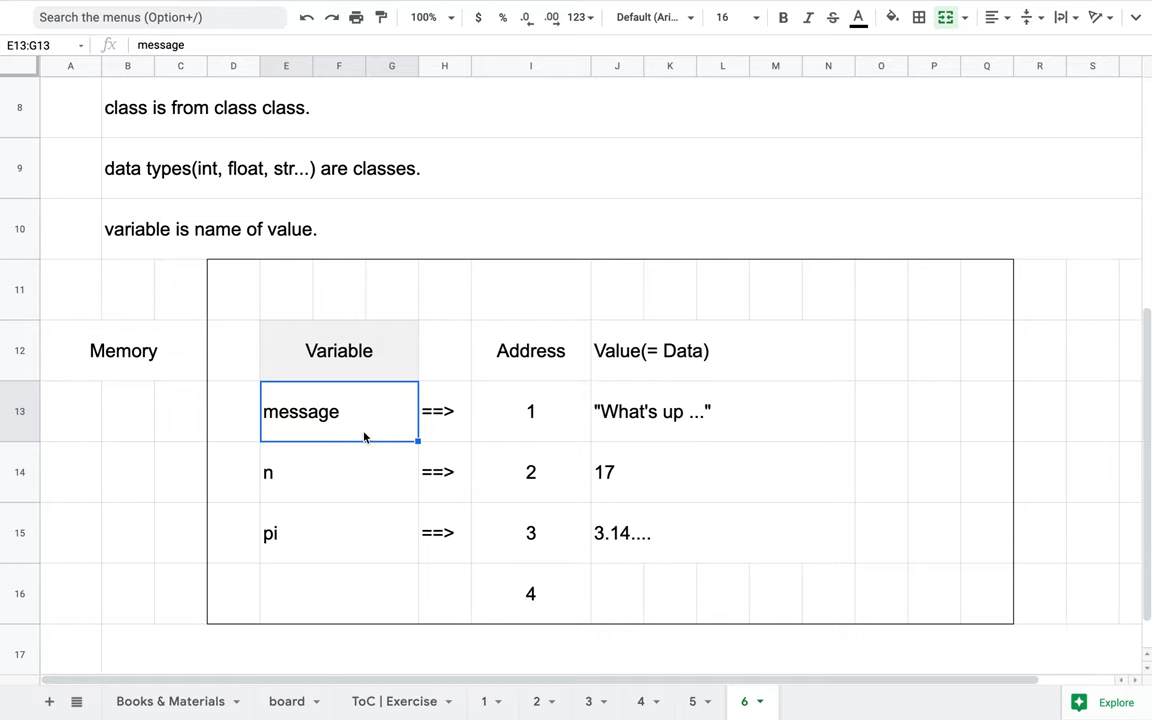 Search the menus (Option+/) 100% $ % .0 .00 123 Default (Ari... 16 B I S A
E13:G13 fx message
A B C D E F G H I J K L M N O P Q R S
8 class is from class class.
9 data types(int, float, str...) are classes.
10 variable is name of value.
11
12 Memory Variable Address Value(= Data)
13 message ==> 1 "What's up ..."
14 n ==> 2 17
15 pi ==> 3 3.14....
16 4
17
+ Books & Materials board ToC | Exercise 1 2 3 4 5 6 Explore